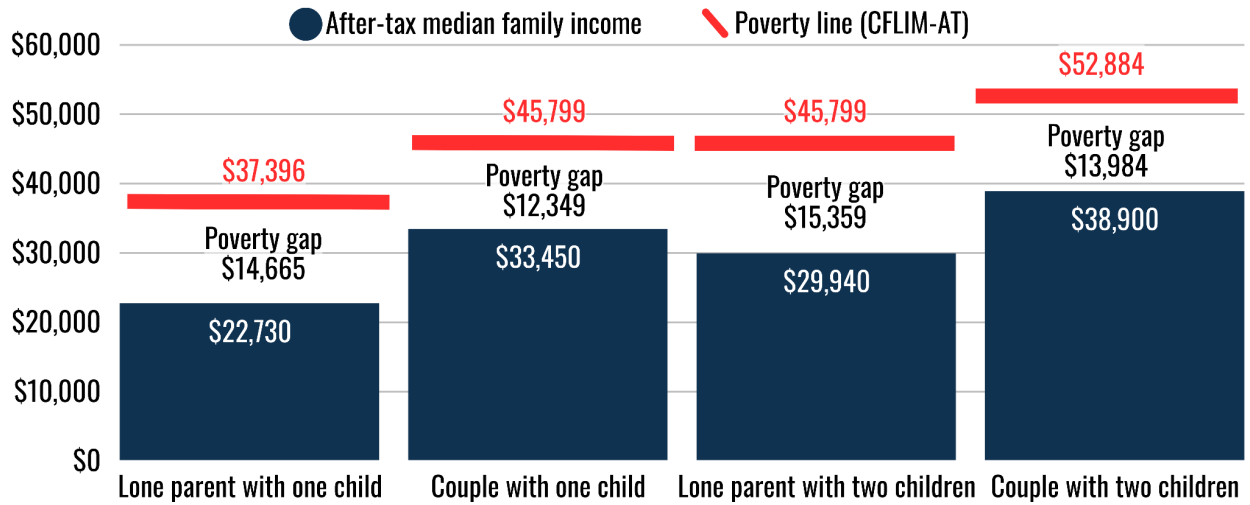 After-tax median family income
Poverty line (CFLIM-AT)
$60,000
$50,000
$40,000
$30,000
$20,000
$10,000
$0
$37,396
Poverty gap
$14,665
$22,730
Lone parent with one child
$45,799
Poverty gap
$12,349
$33,450
Couple with one child
$45,799
Poverty gap
$15,359
$29,940
Lone parent with two children
$52,884
Poverty gap
$13,984
$38,900
Couple with two children